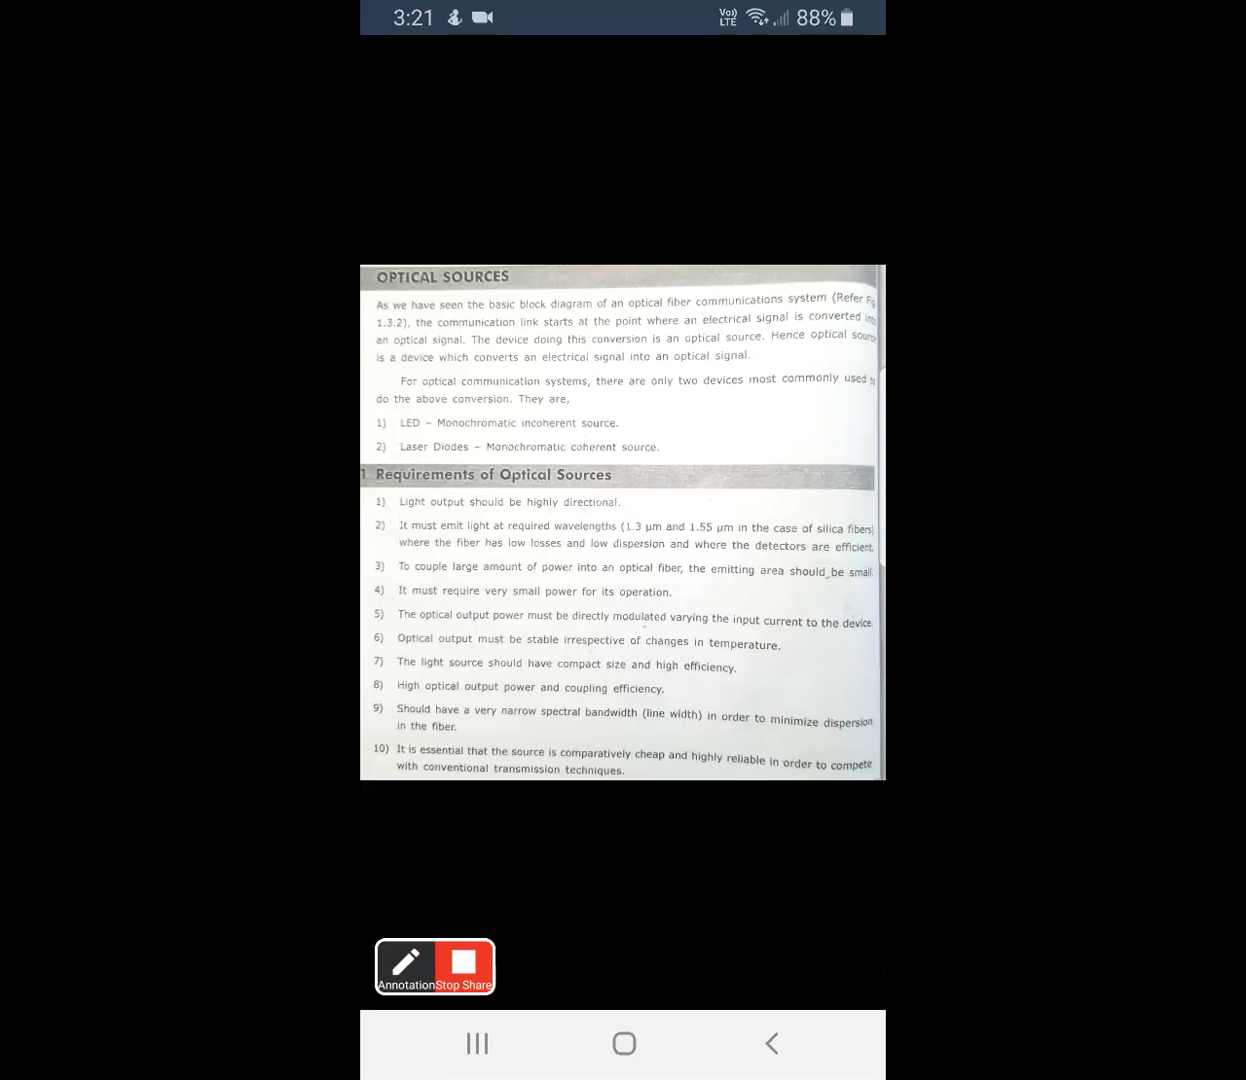 3:21
Vo))
LTE
88%
OPTICAL SOURCES
As we have seen the basic block diagram of an optical fiber communications system (Refer Fig
1.3.2), the communication link starts at the point where an electrical signal is converted into
an optical signal. The device doing this conversion is an optical source. Hence optical source
is a device which converts an electrical signal into an optical signal.
For optical communication systems, there are only two devices most commonly used to
do the above conversion. They are,
1) LED – Monochromatic incoherent source.
2) Laser Diodes – Monochromatic coherent source.
1 Requirements of Optical Sources
1) Light output should be highly directional.
2) It must emit light at required wavelengths (1.3 µm and 1.55 µm in the case of silica fibers)
where the fiber has low losses and low dispersion and where the detectors are efficient.
3) To couple large amount of power into an optical fiber, the emitting area should be small.
4) It must require very small power for its operation.
5) The optical output power must be directly modulated varying the input current to the device.
6) Optical output must be stable irrespective of changes in temperature.
7) The light source should have compact size and high efficiency.
8) High optical output power and coupling efficiency.
9) Should have a very narrow spectral bandwidth (line width) in order to minimize dispersion
in the fiber.
10) It is essential that the source is comparatively cheap and highly reliable in order to compete
with conventional transmission techniques.
Annotation Stop Share